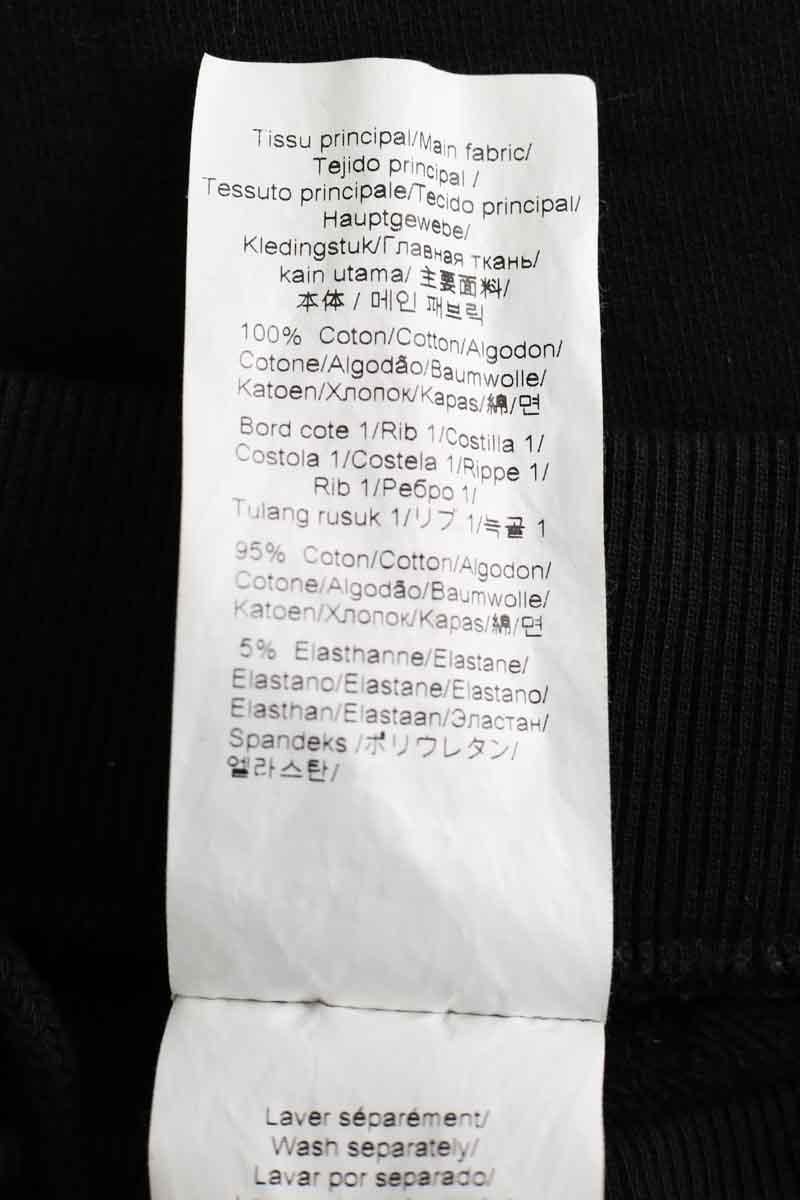 Tissu principal/Main fabric/
Tejido principal /
Tessuto principale/Tecido principal/
Hauptgewebe/
Kledingstuk/Главная ткань/
kain utama/ 主要面料/
本体 / 메인 패브릭
100% Coton/Cotton/Algodon/
Cotone/Algodão/Baumwolle/
Katoen/Хлопок/Kapas/綿/면
Bord cote 1/Rib 1/Costilla 1/
Costola 1/Costela 1/Rippe 1/
Rib 1/Ребро 1/
Tulang rusuk 1/リブ 1/늑골 1
95% Coton/Cotton/Algodon/
Cotone/Algodão/Baumwolle/
Katoen/Хлопок/Kapas/綿/면
5% Elasthanne/Elastane/
Elastano/Elastane/Elastano/
Elasthan/Elastaan/Эластан/
Spandeks /ポリウレタン/
엘라스탄/
Laver séparément/
Wash separately/
Lavar por separado/